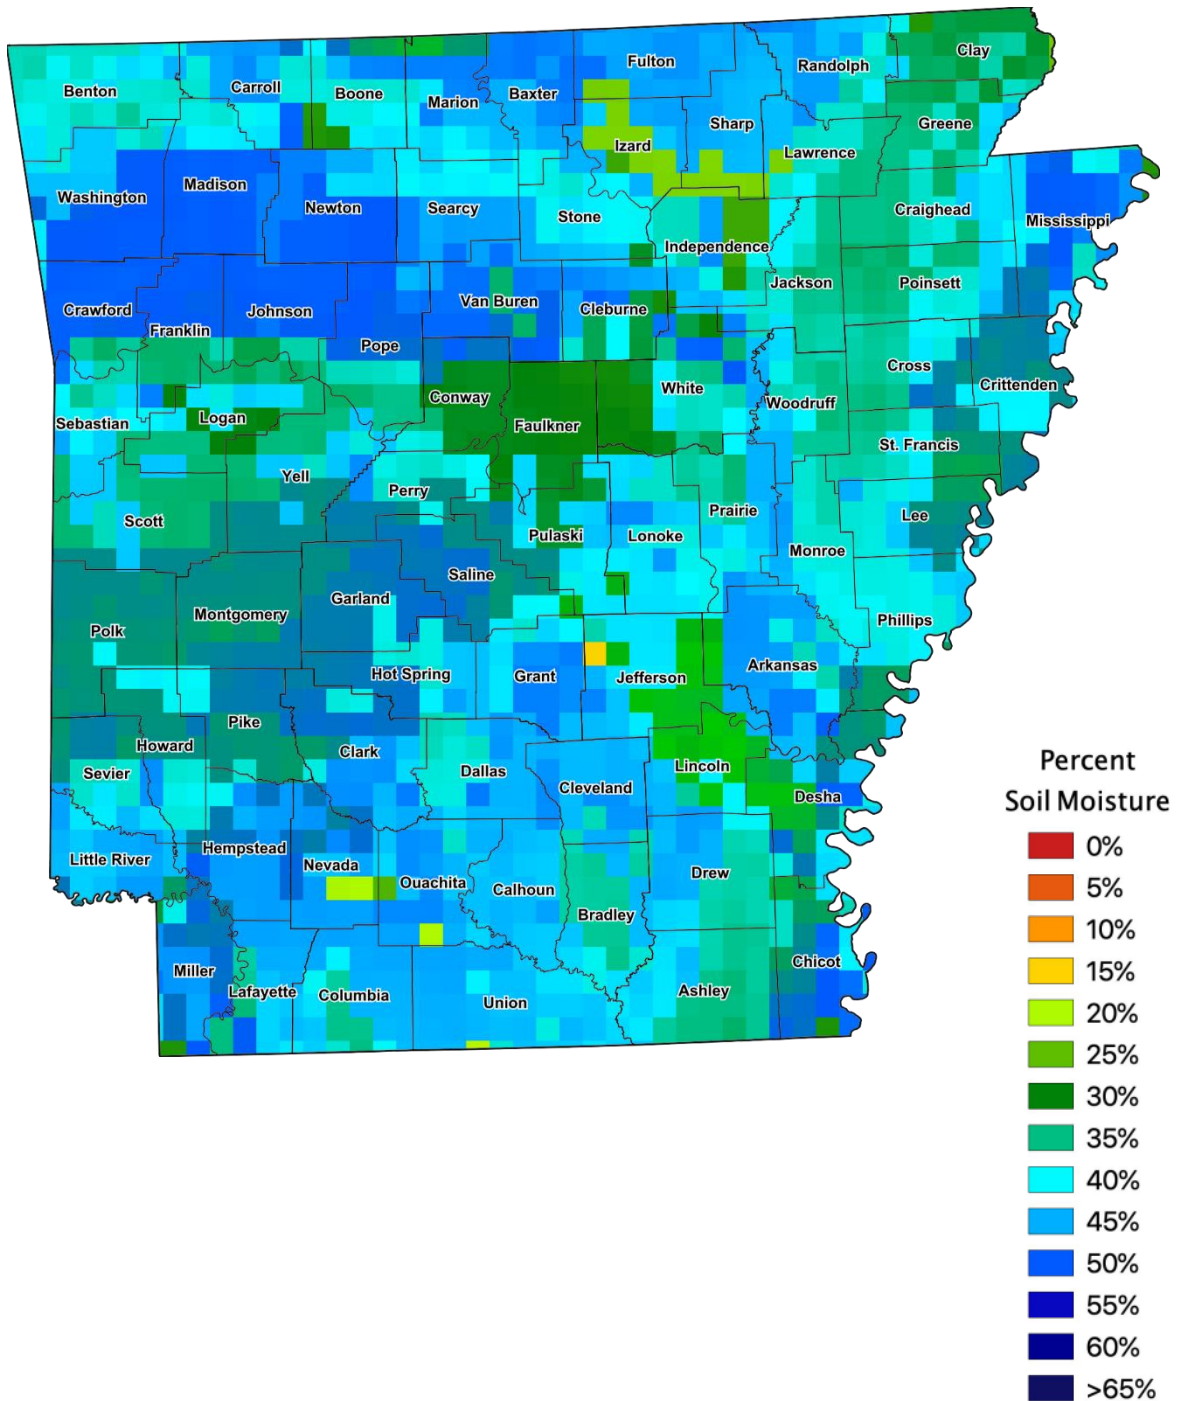 Clay
Fulton
Randolph
Benton
Carroll
Boone
Marion
Baxter
Sharp
Greene
Izard
Lawrence
Washington
Madison
Newton
Searcy
Stone
Craighead
Mississippi
Independence
Crawford
Franklin
Johnson
Van Buren
Cleburne
Jackson
Poinsett
Pope
Cross
Crittenden
Sebastian
Logan
Conway
Faulkner
White
Woodruff
St. Francis
Yell
Perry
Scott
Pulaski
Lonoke
Prairie
Monroe
Lee
Saline
Garland
Montgomery
Polk
Phillips
Hot Spring
Grant
Jefferson
Arkansas
Pike
Howard
Clark
Sevier
Dallas
Cleveland
Lincoln
Desha
Little River
Hempstead
Nevada
Ouachita
Calhoun
Drew
Bradley
Miller
Lafayette
Columbia
Union
Ashley
Chicot
Percent
Soil Moisture
0%
5%
10%
15%
20%
25%
30%
35%
40%
45%
50%
55%
60%
>65%